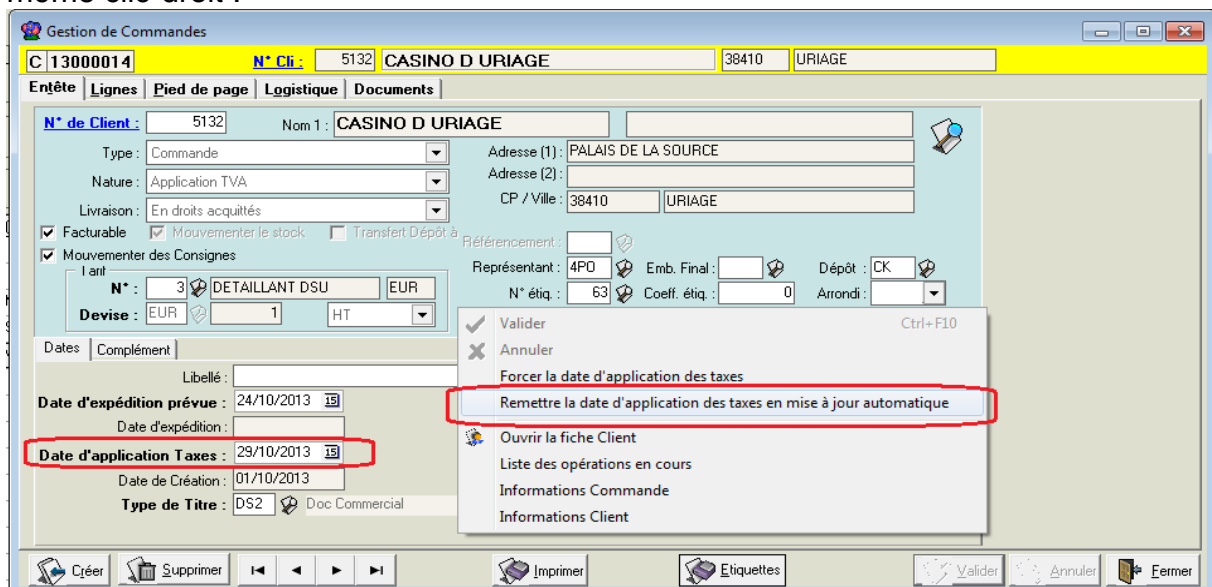 Gestion de Commandes
C 13000014 N° Cli : 5132 CASINO D URIAGE 38410 URIAGE
Entête Lignes Pied de page Logistique Documents
N° de Client : 5132 Nom 1 : CASINO D URIAGE
Type : Commande Adresse (1) : PALAIS DE LA SOURCE
Nature : Application TVA Adresse (2) :
Livraison : En droits acquittés CP / Ville : 38410 URIAGE
Facturable Mouvementer le stock Transfert Dépôt à Référencement :
Mouvementer des Consignes Représentant : 4PO Emb. Final : Dépôt : CK
N° : 3 DETAILLANT DSU EUR N° étiq. : 63 Coeff. étiq. : 0 Arrondi :
Devise : EUR 1 HT
Valider Ctrl+F10
Annuler
Forcer la date d'application des taxes
Remettre la date d'application des taxes en mise à jour automatique
Ouvrir la fiche Client
Liste des opérations en cours
Informations Commande
Informations Client
Dates Complément
Libellé :
Date d'expédition prévue : 24/10/2013 15
Date d'expédition :
Date d'application Taxes : 29/10/2013 15
Date de Création : 01/10/2013
Type de Titre : DS2 Doc Commercial
Créer Supprimer Imprimer Etiquettes Valider Annuler Fermer